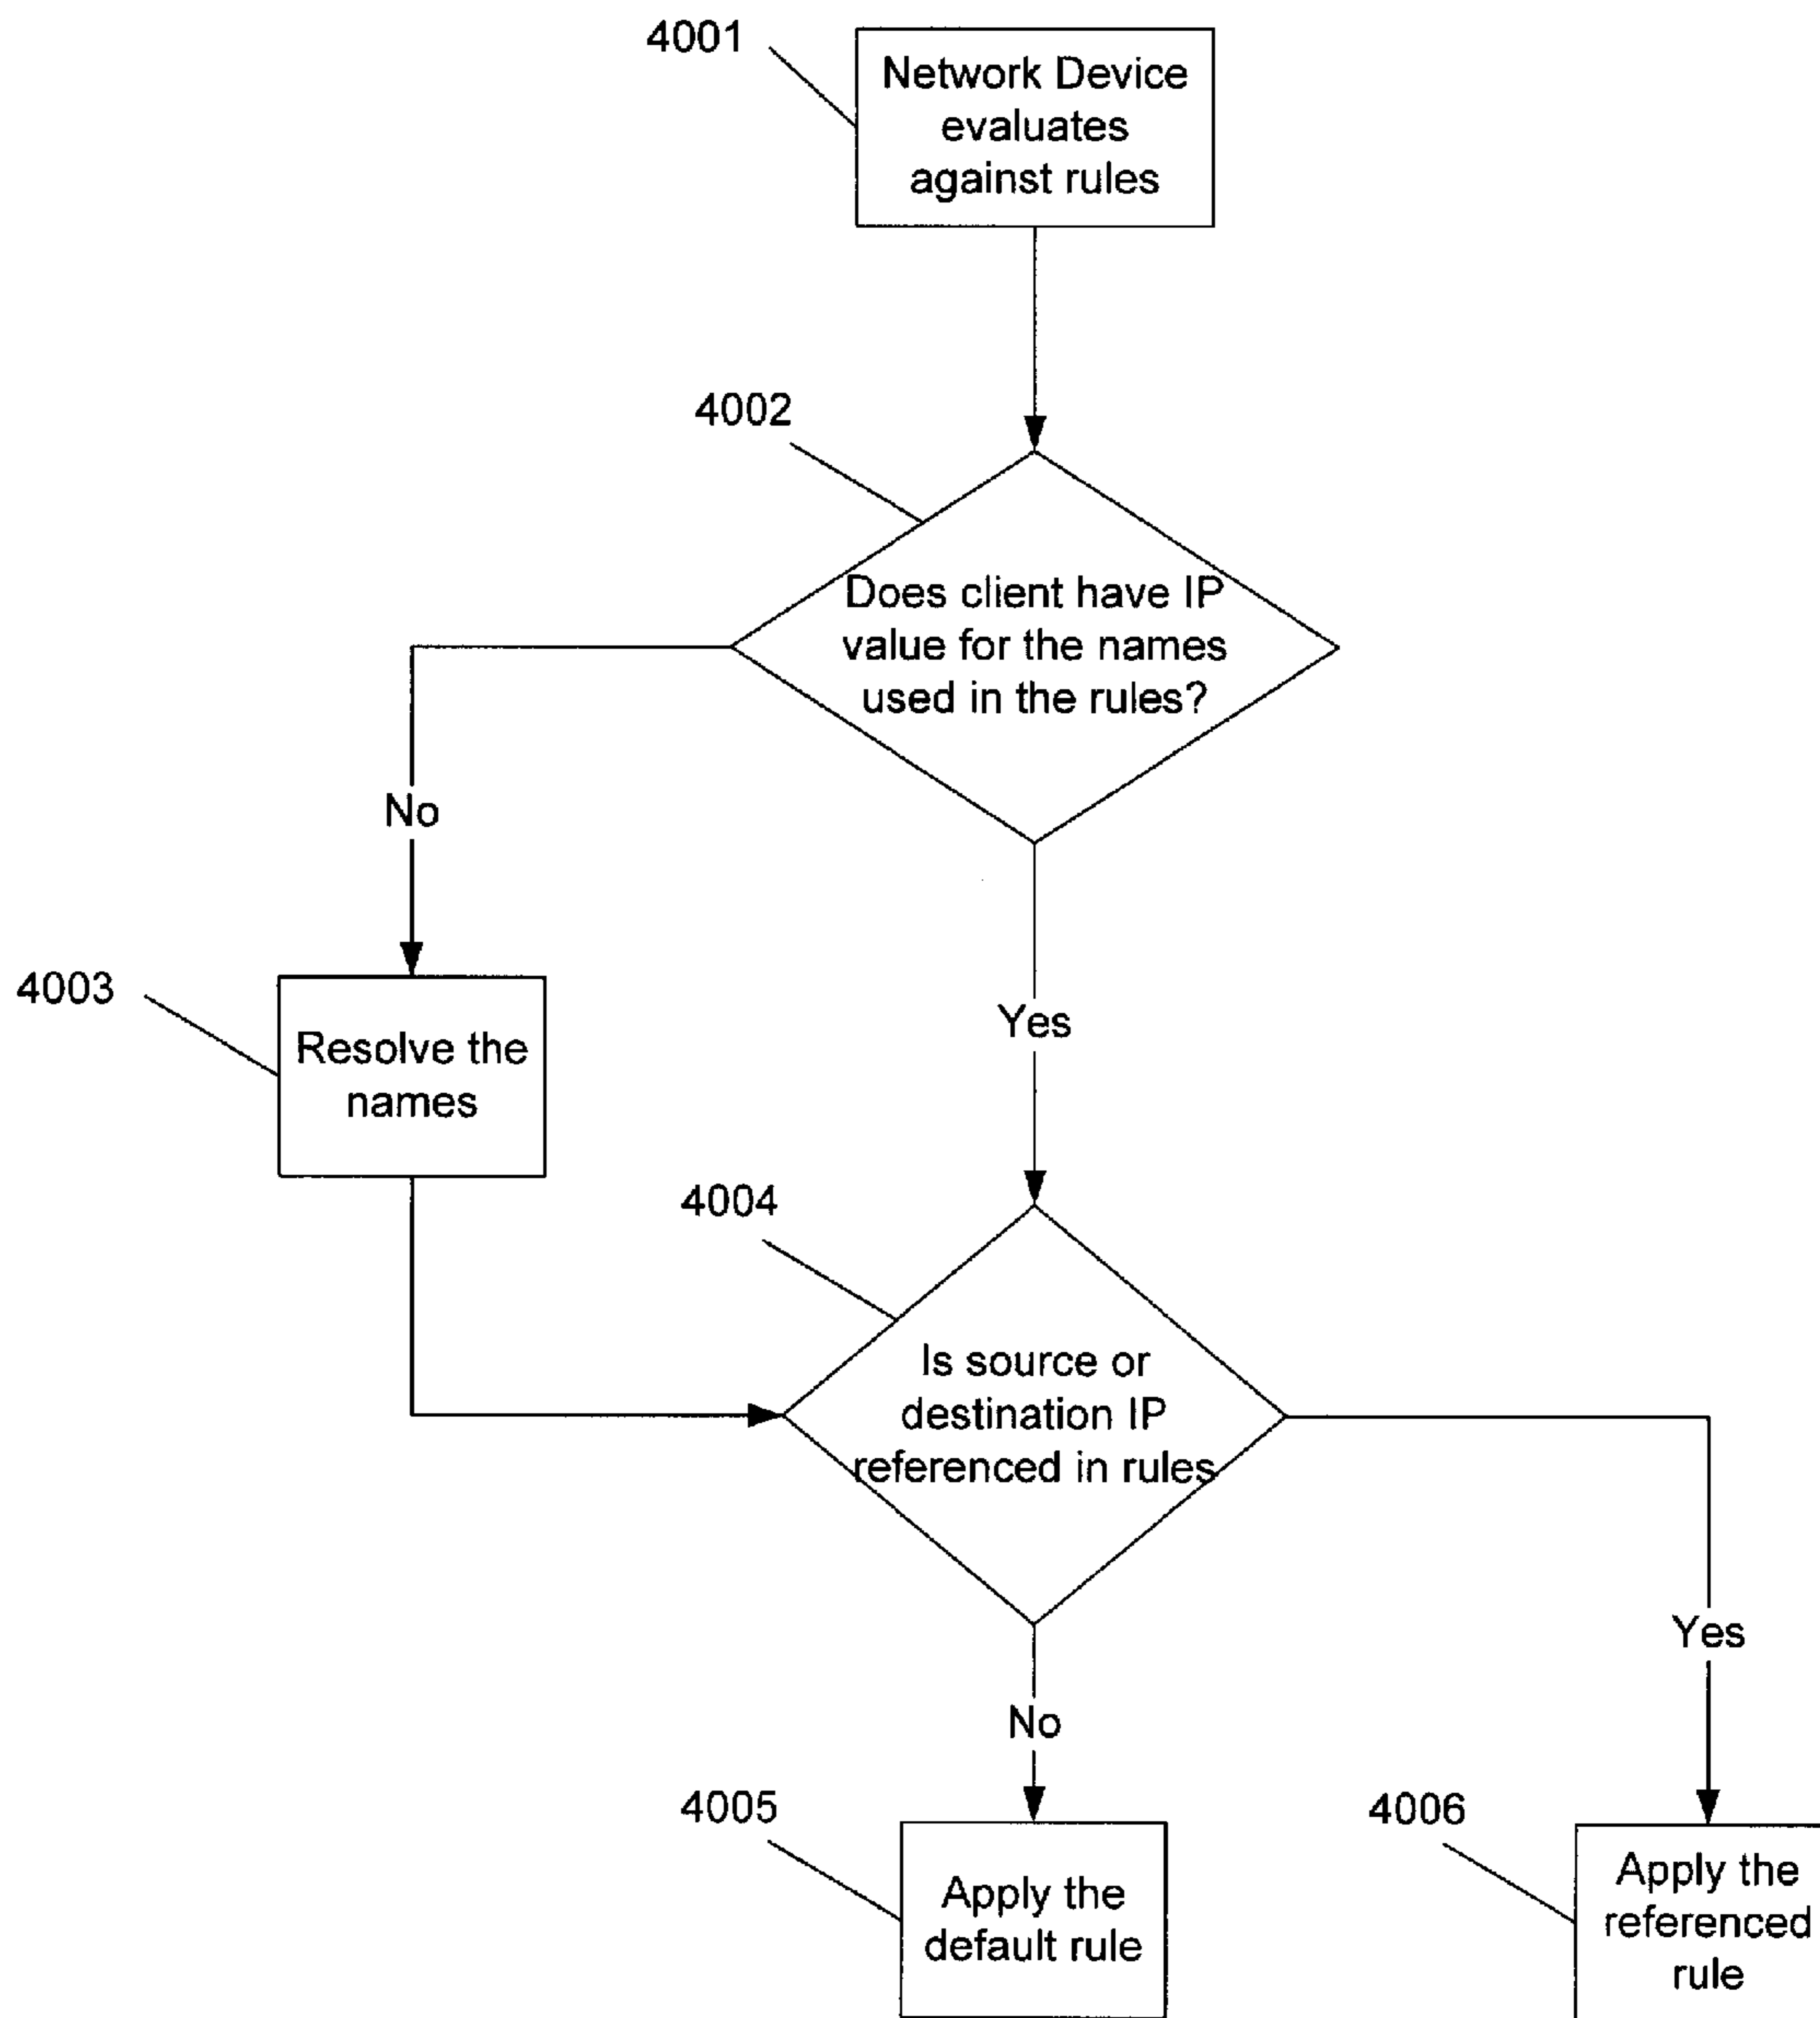 4001
Network Device
evaluates
against rules
4002
Does client have IP
value for the names
used in the rules?
No
Yes
4003
Resolve the
names
4004
Is source or
destination IP
referenced in rules
No
Yes
4005
Apply the
default rule
4006
Apply the
referenced
rule